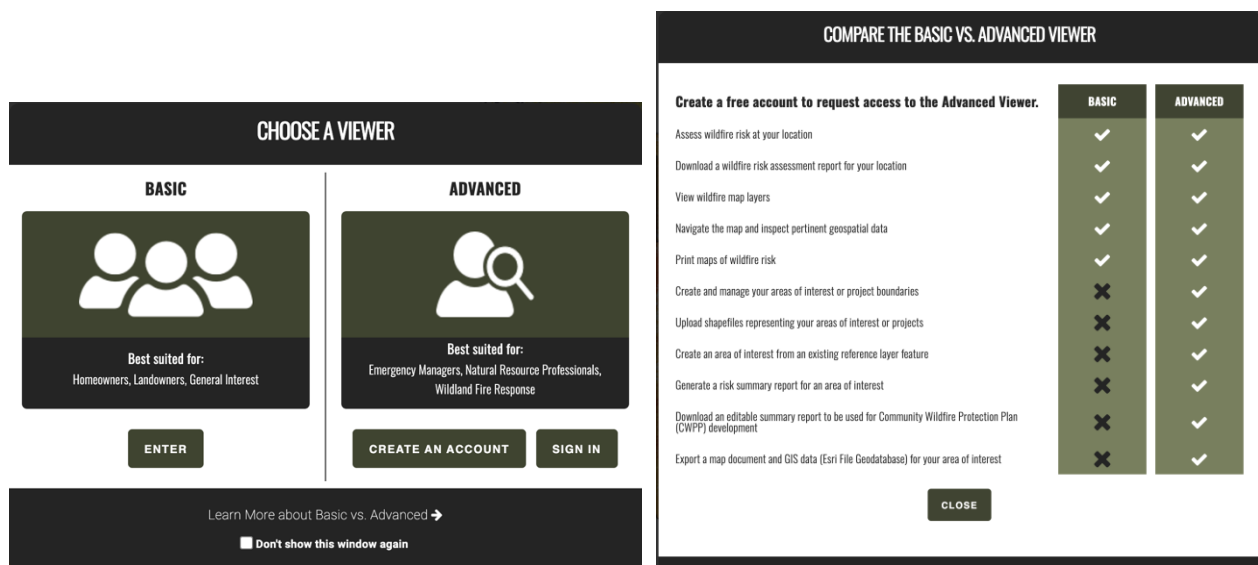 CHOOSE A VIEWER
BASIC
Best suited for:
Homeowners, Landowners, General Interest
ENTER
ADVANCED
Best suited for:
Emergency Managers, Natural Resource Professionals,
Wildland Fire Response
CREATE AN ACCOUNT
SIGN IN
Learn More about Basic vs. Advanced
Don't show this window again
COMPARE THE BASIC VS. ADVANCED VIEWER
Create a free account to request access to the Advanced Viewer.
BASIC
ADVANCED
Assess wildfire risk at your location
Download a wildfire risk assessment report for your location
View wildfire map layers
Navigate the map and inspect pertinent geospatial data
Print maps of wildfire risk
Create and manage your areas of interest or project boundaries
Upload shapefiles representing your areas of interest or projects
Create an area of interest from an existing reference layer feature
Generate a risk summary report for an area of interest
Download an editable summary report to be used for Community Wildfire Protection Plan
(CWPP) development
Export a map document and GIS data (Esri File Geodatabase) for your area of interest
CLOSE